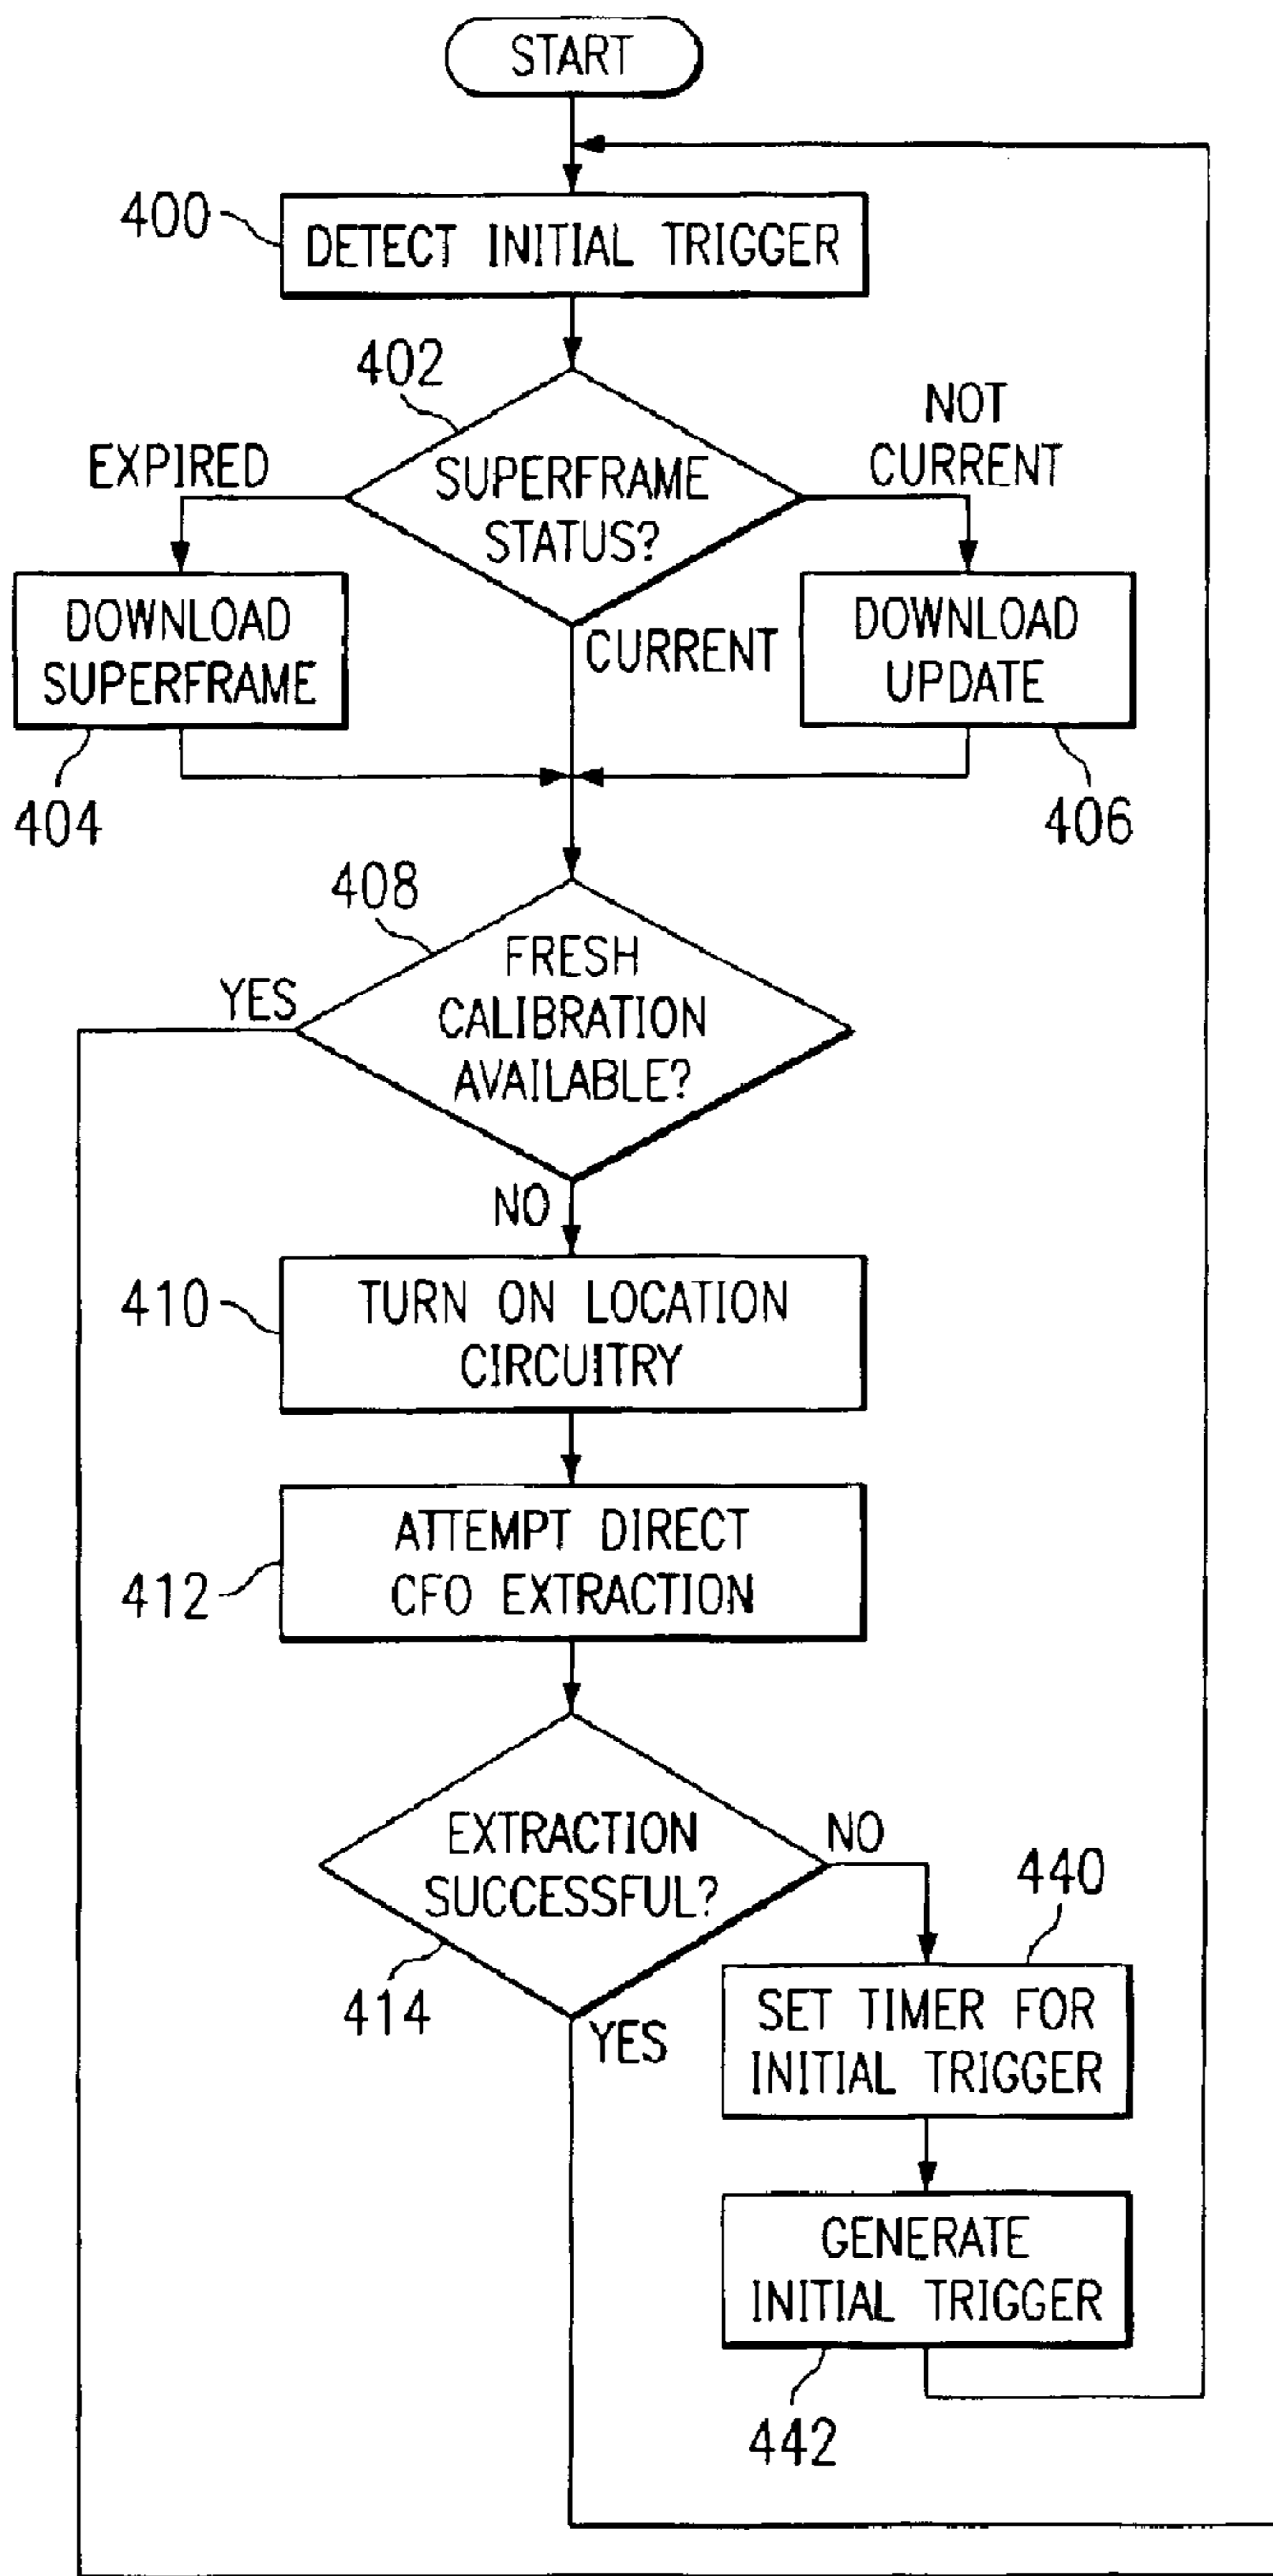 START
400
DETECT INITIAL TRIGGER
402
EXPIRED
NOT
CURRENT
SUPERFRAME
STATUS?
DOWNLOAD
SUPERFRAME
CURRENT
DOWNLOAD
UPDATE
404
406
408
YES
FRESH
CALIBRATION
AVAILABLE?
NO
410
TURN ON LOCATION
CIRCUITRY
412
ATTEMPT DIRECT
CFO EXTRACTION
EXTRACTION
SUCCESSFUL?
NO
440
414
YES
SET TIMER FOR
INITIAL TRIGGER
GENERATE
INITIAL TRIGGER
442